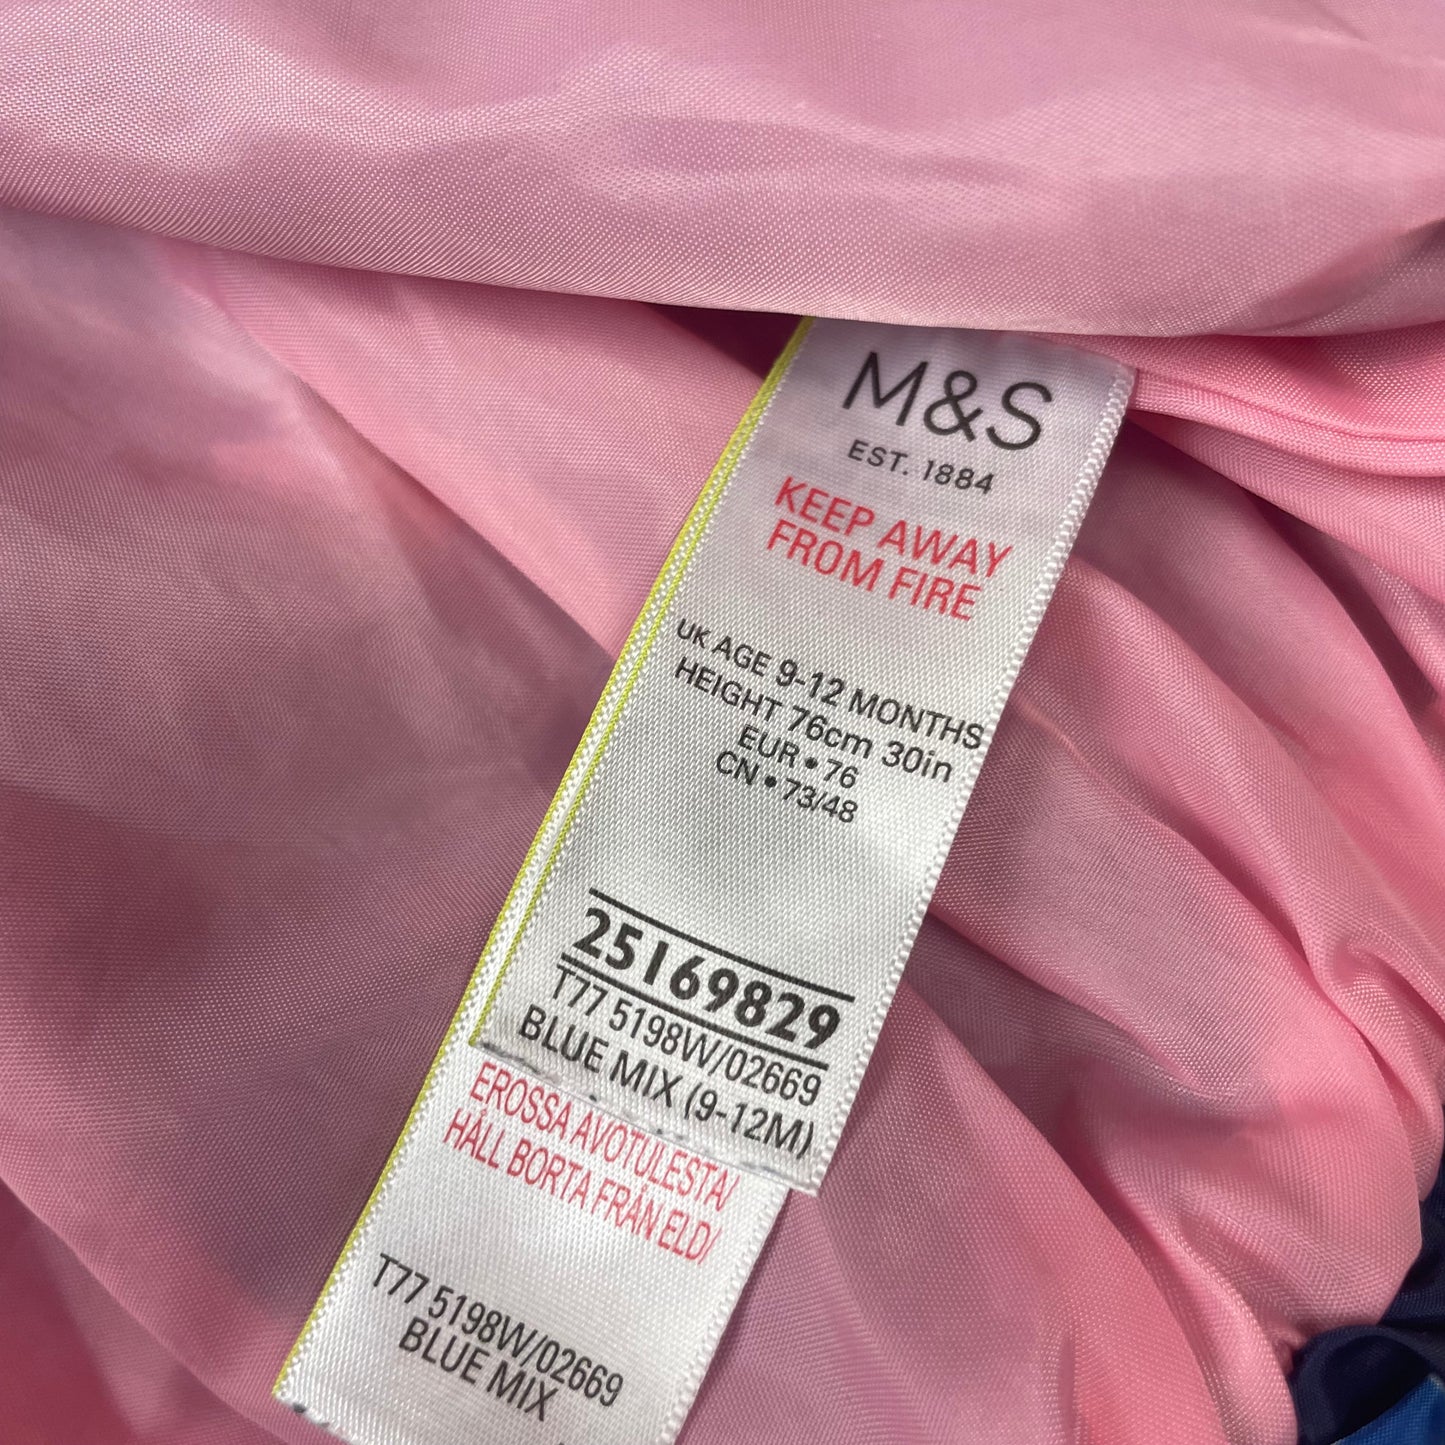 M&S
EST. 1884
KEEP AWAY
FROM FIRE
UK AGE 9-12 MONTHS
HEIGHT 76cm 30in
EUR • 76
CN • 73/48
25169829
T77 5198W/02669
BLUE MIX (9-12M)
EROSSA AVOTULESTA/
HÅLL BORTA FRÅN ELD/
T77 5198W/02669
BLUE MIX